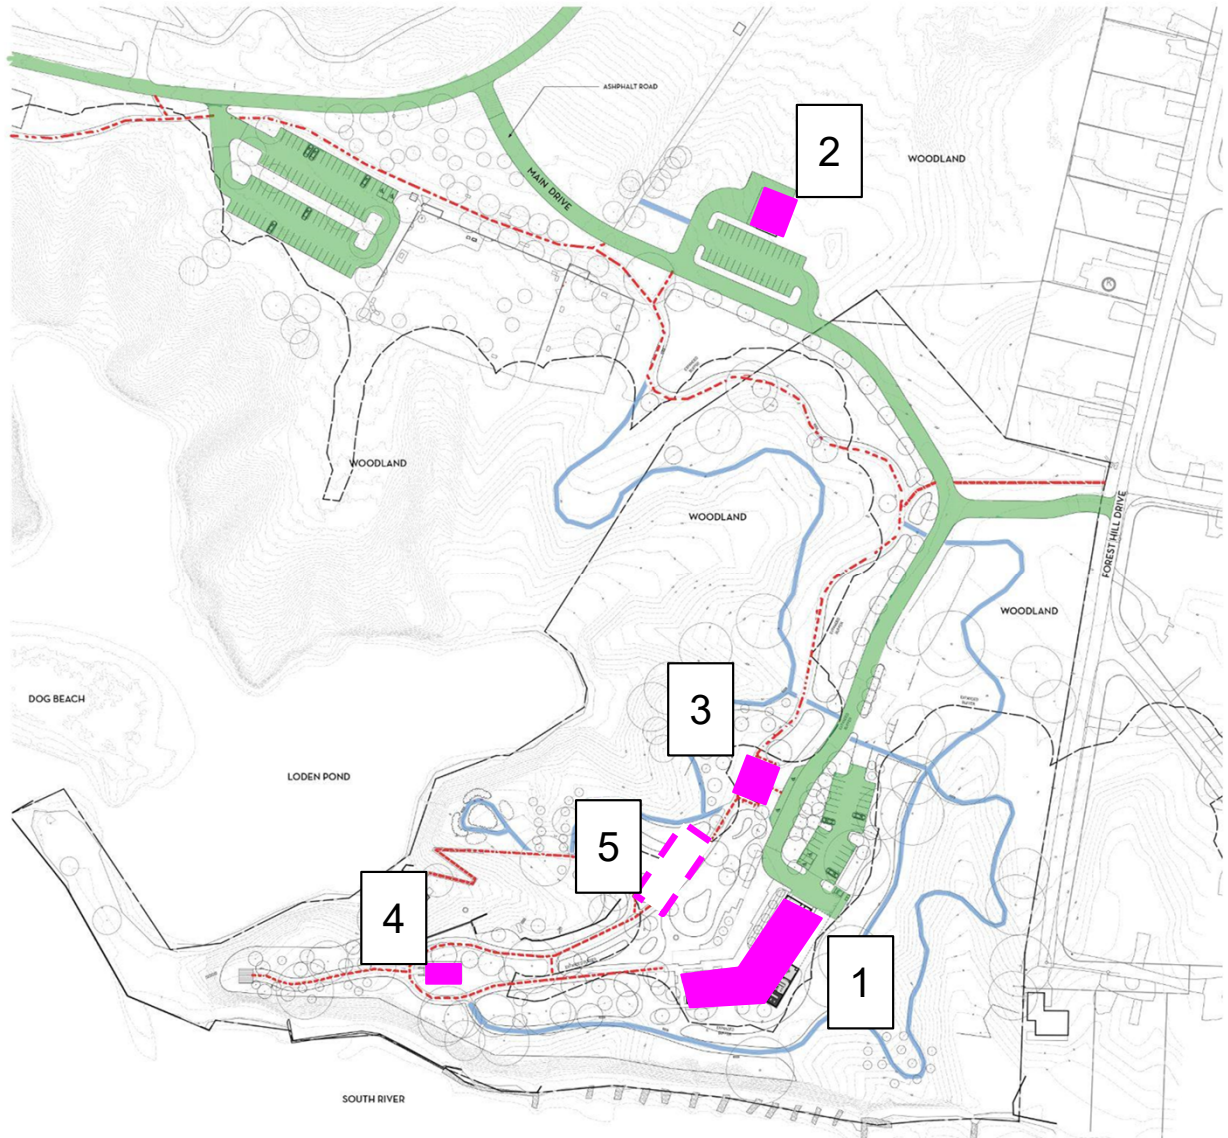 ASHPHALT ROAD
2
WOODLAND
MAIN DRIVE
WOODLAND
WOODLAND
FOREST HILL DRIVE
WOODLAND
3
DOG BEACH
LODEN POND
5
4
1
SOUTH RIVER